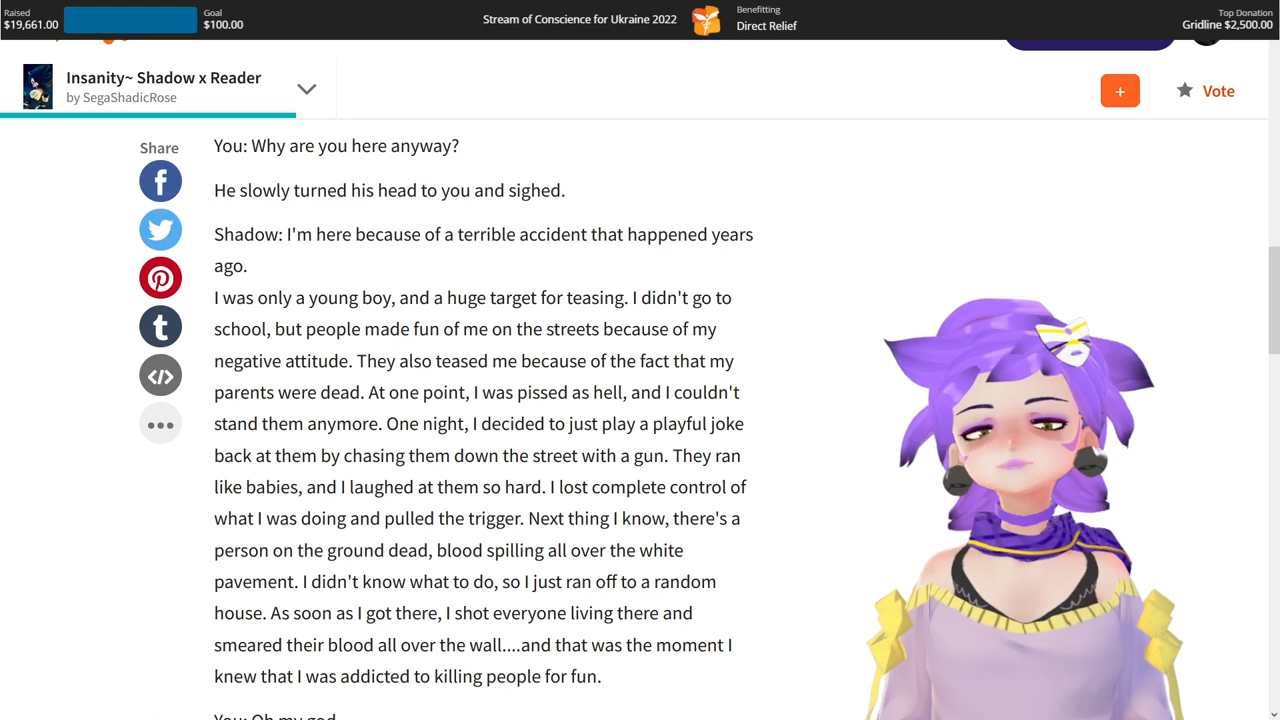 Raised
$19,661.00
Goal
$100.00
Stream of Conscience for Ukraine 2022
Benefitting
Direct Relief
Top Donation
Gridline $2,500.00
Insanity~ Shadow x Reader
by SegaShadicRose
+
Vote
Share
You: Why are you here anyway?
He slowly turned his head to you and sighed.
Shadow: I'm here because of a terrible accident that happened years
ago.
I was only a young boy, and a huge target for teasing. I didn't go to
school, but people made fun of me on the streets because of my
negative attitude. They also teased me because of the fact that my
parents were dead. At one point, I was pissed as hell, and I couldn't
stand them anymore. One night, I decided to just play a playful joke
back at them by chasing them down the street with a gun. They ran
like babies, and I laughed at them so hard. I lost complete control of
what I was doing and pulled the trigger. Next thing I know, there's a
person on the ground dead, blood spilling all over the white
pavement. I didn't know what to do, so I just ran off to a random
house. As soon as I got there, I shot everyone living there and
smeared their blood all over the wall....and that was the moment I
knew that I was addicted to killing people for fun.
You: Oh my god